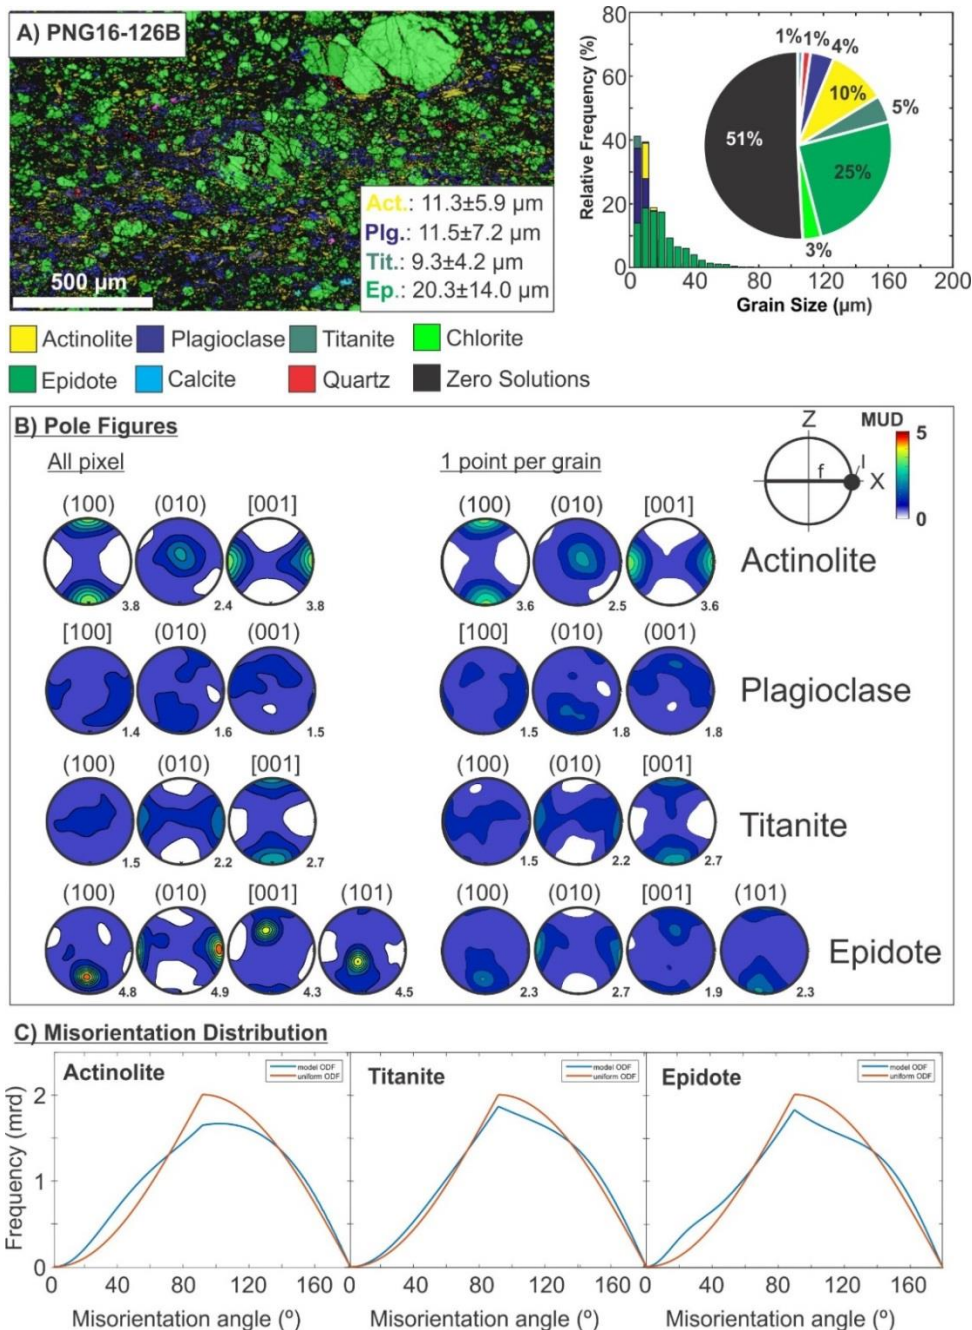 A) PNG16-126B
Act.: 11.3±5.9 µm
Plg.: 11.5±7.2 µm
Tit.: 9.3±4.2 µm
Ep.: 20.3±14.0 µm
500 µm
Relative Frequency (%)
80
60
40
20
0
0 40 80 120 160 200
Grain Size (µm)
1% 1% 4%
10%
5%
25%
3%
51%
Actinolite Plagioclase Titanite Chlorite
Epidote Calcite Quartz Zero Solutions
B) Pole Figures
All pixel 1 point per grain
Z
f
l
X
MUD
5
0
(100) (010) [001] (100) (010) [001]
Actinolite
3.8 2.4 3.8 3.6 2.5 3.6
[100] (010) (001) [100] (010) (001)
Plagioclase
1.4 1.6 1.5 1.5 1.8 1.8
(100) (010) [001] (100) (010) [001]
Titanite
1.5 2.2 2.7 1.5 2.2 2.7
(100) (010) [001] (101) (100) (010) [001] (101)
Epidote
4.8 4.9 4.3 4.5 2.3 2.7 1.9 2.3
C) Misorientation Distribution
Actinolite
model ODF
uniform ODF
Titanite
model ODF
uniform ODF
Epidote
model ODF
uniform ODF
Frequency (mrd)
2
1
0
0 40 80 120 160 0 40 80 120 160 0 40 80 120 160
Misorientation angle (º) Misorientation angle (º) Misorientation angle (º)